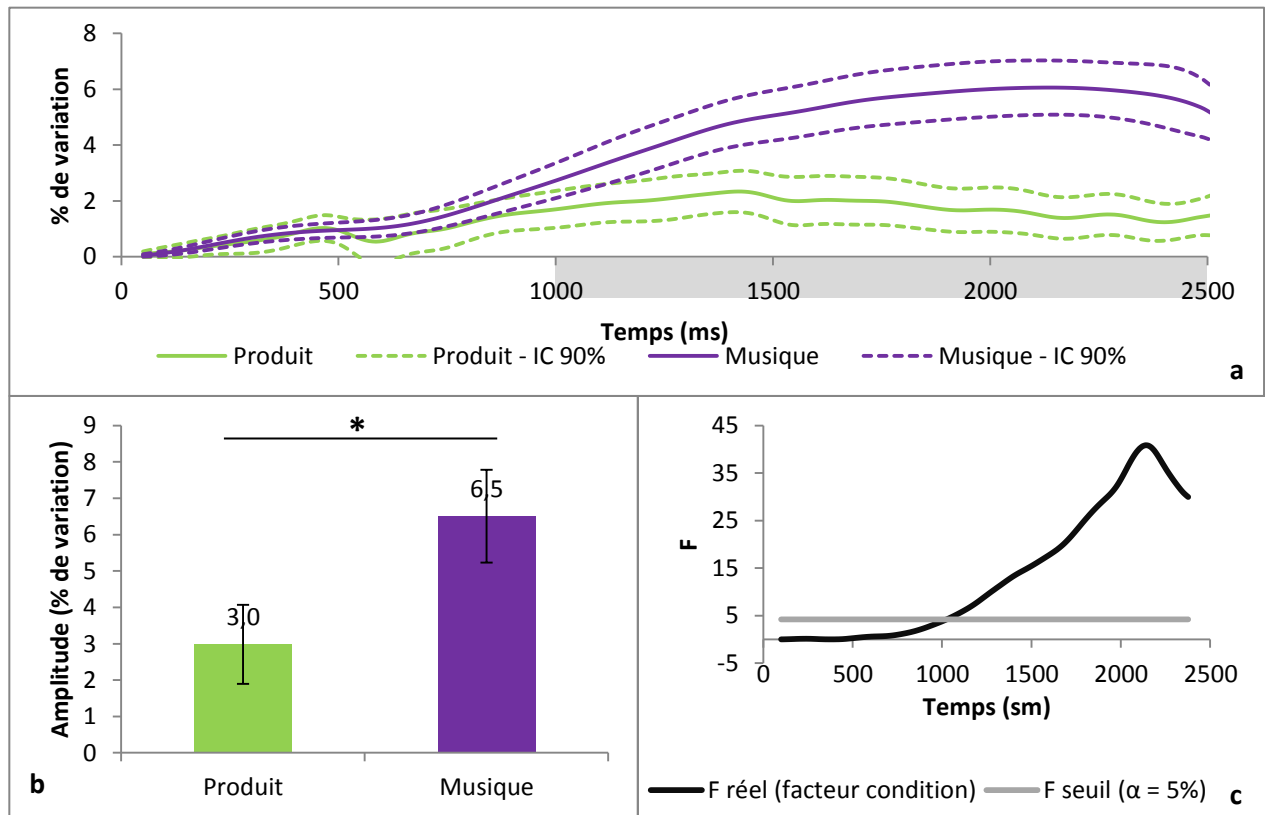 8
6
4
2
0
% de variation
0 500 1000 1500 2000 2500
Temps (ms)
Produit Produit - IC 90% Musique Musique - IC 90%
a
9
8
7
6
5
4
3
2
1
0
Amplitude (% de variation)
*
3,0
6,5
Produit Musique
b
45
35
25
15
5
-5
F
0 500 1000 1500 2000 2500
Temps (sm)
F réel (facteur condition) F seuil (α = 5%)
c